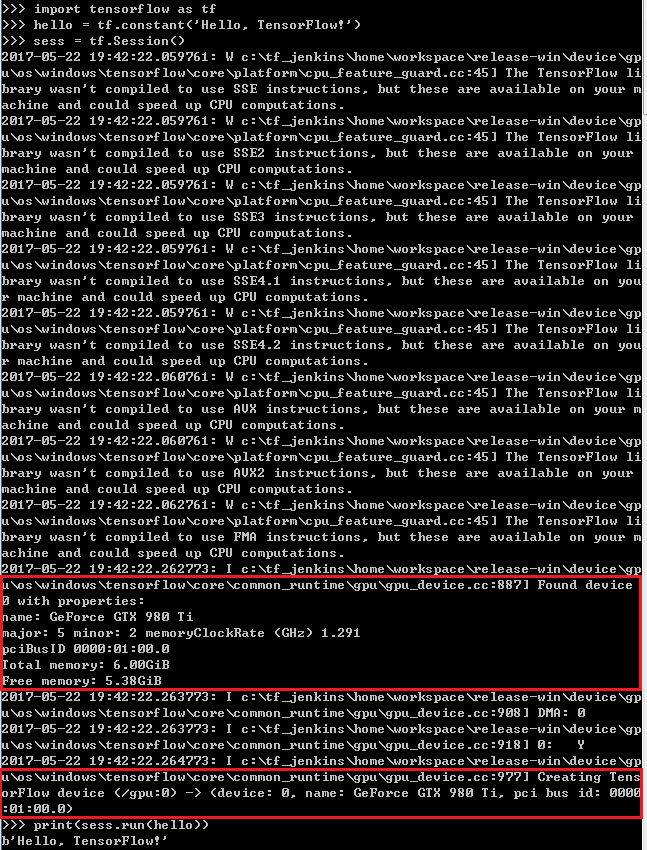 >>> import tensorflow as tf
>>> hello = tf.constant('Hello, TensorFlow!')
>>> sess = tf.Session()
2017-05-22 19:42:22.059761: W c:\tf_jenkins\home\workspace\release-win\device\gp
u\os\windows\tensorflow\core\platform\cpu_feature_guard.cc:45] The TensorFlow li
brary wasn't compiled to use SSE instructions, but these are available on your m
achine and could speed up CPU computations.
2017-05-22 19:42:22.059761: W c:\tf_jenkins\home\workspace\release-win\device\gp
u\os\windows\tensorflow\core\platform\cpu_feature_guard.cc:45] The TensorFlow li
brary wasn't compiled to use SSE2 instructions, but these are available on your
machine and could speed up CPU computations.
2017-05-22 19:42:22.059761: W c:\tf_jenkins\home\workspace\release-win\device\gp
u\os\windows\tensorflow\core\platform\cpu_feature_guard.cc:45] The TensorFlow li
brary wasn't compiled to use SSE3 instructions, but these are available on your
machine and could speed up CPU computations.
2017-05-22 19:42:22.059761: W c:\tf_jenkins\home\workspace\release-win\device\gp
u\os\windows\tensorflow\core\platform\cpu_feature_guard.cc:45] The TensorFlow li
brary wasn't compiled to use SSE4.1 instructions, but these are available on you
r machine and could speed up CPU computations.
2017-05-22 19:42:22.059761: W c:\tf_jenkins\home\workspace\release-win\device\gp
u\os\windows\tensorflow\core\platform\cpu_feature_guard.cc:45] The TensorFlow li
brary wasn't compiled to use SSE4.2 instructions, but these are available on you
r machine and could speed up CPU computations.
2017-05-22 19:42:22.060761: W c:\tf_jenkins\home\workspace\release-win\device\gp
u\os\windows\tensorflow\core\platform\cpu_feature_guard.cc:45] The TensorFlow li
brary wasn't compiled to use AVX instructions, but these are available on your m
achine and could speed up CPU computations.
2017-05-22 19:42:22.060761: W c:\tf_jenkins\home\workspace\release-win\device\gp
u\os\windows\tensorflow\core\platform\cpu_feature_guard.cc:45] The TensorFlow li
brary wasn't compiled to use AVX2 instructions, but these are available on your
machine and could speed up CPU computations.
2017-05-22 19:42:22.062761: W c:\tf_jenkins\home\workspace\release-win\device\gp
u\os\windows\tensorflow\core\platform\cpu_feature_guard.cc:45] The TensorFlow li
brary wasn't compiled to use FMA instructions, but these are available on your m
achine and could speed up CPU computations.
2017-05-22 19:42:22.262773: I c:\tf_jenkins\home\workspace\release-win\device\gp
u\os\windows\tensorflow\core\common_runtime\gpu\gpu_device.cc:887] Found device
0 with properties:
name: GeForce GTX 980 Ti
major: 5 minor: 2 memoryClockRate (GHz) 1.291
pciBusID 0000:01:00.0
Total memory: 6.00GiB
Free memory: 5.38GiB
2017-05-22 19:42:22.263773: I c:\tf_jenkins\home\workspace\release-win\device\gp
u\os\windows\tensorflow\core\common_runtime\gpu\gpu_device.cc:908] DMA: 0
2017-05-22 19:42:22.263773: I c:\tf_jenkins\home\workspace\release-win\device\gp
u\os\windows\tensorflow\core\common_runtime\gpu\gpu_device.cc:918] 0:   Y
2017-05-22 19:42:22.264773: I c:\tf_jenkins\home\workspace\release-win\device\gp
u\os\windows\tensorflow\core\common_runtime\gpu\gpu_device.cc:977] Creating Tens
orFlow device (/gpu:0) -> (device: 0, name: GeForce GTX 980 Ti, pci bus id: 0000
:01:00.0)
>>> print(sess.run(hello))
b'Hello, TensorFlow!'